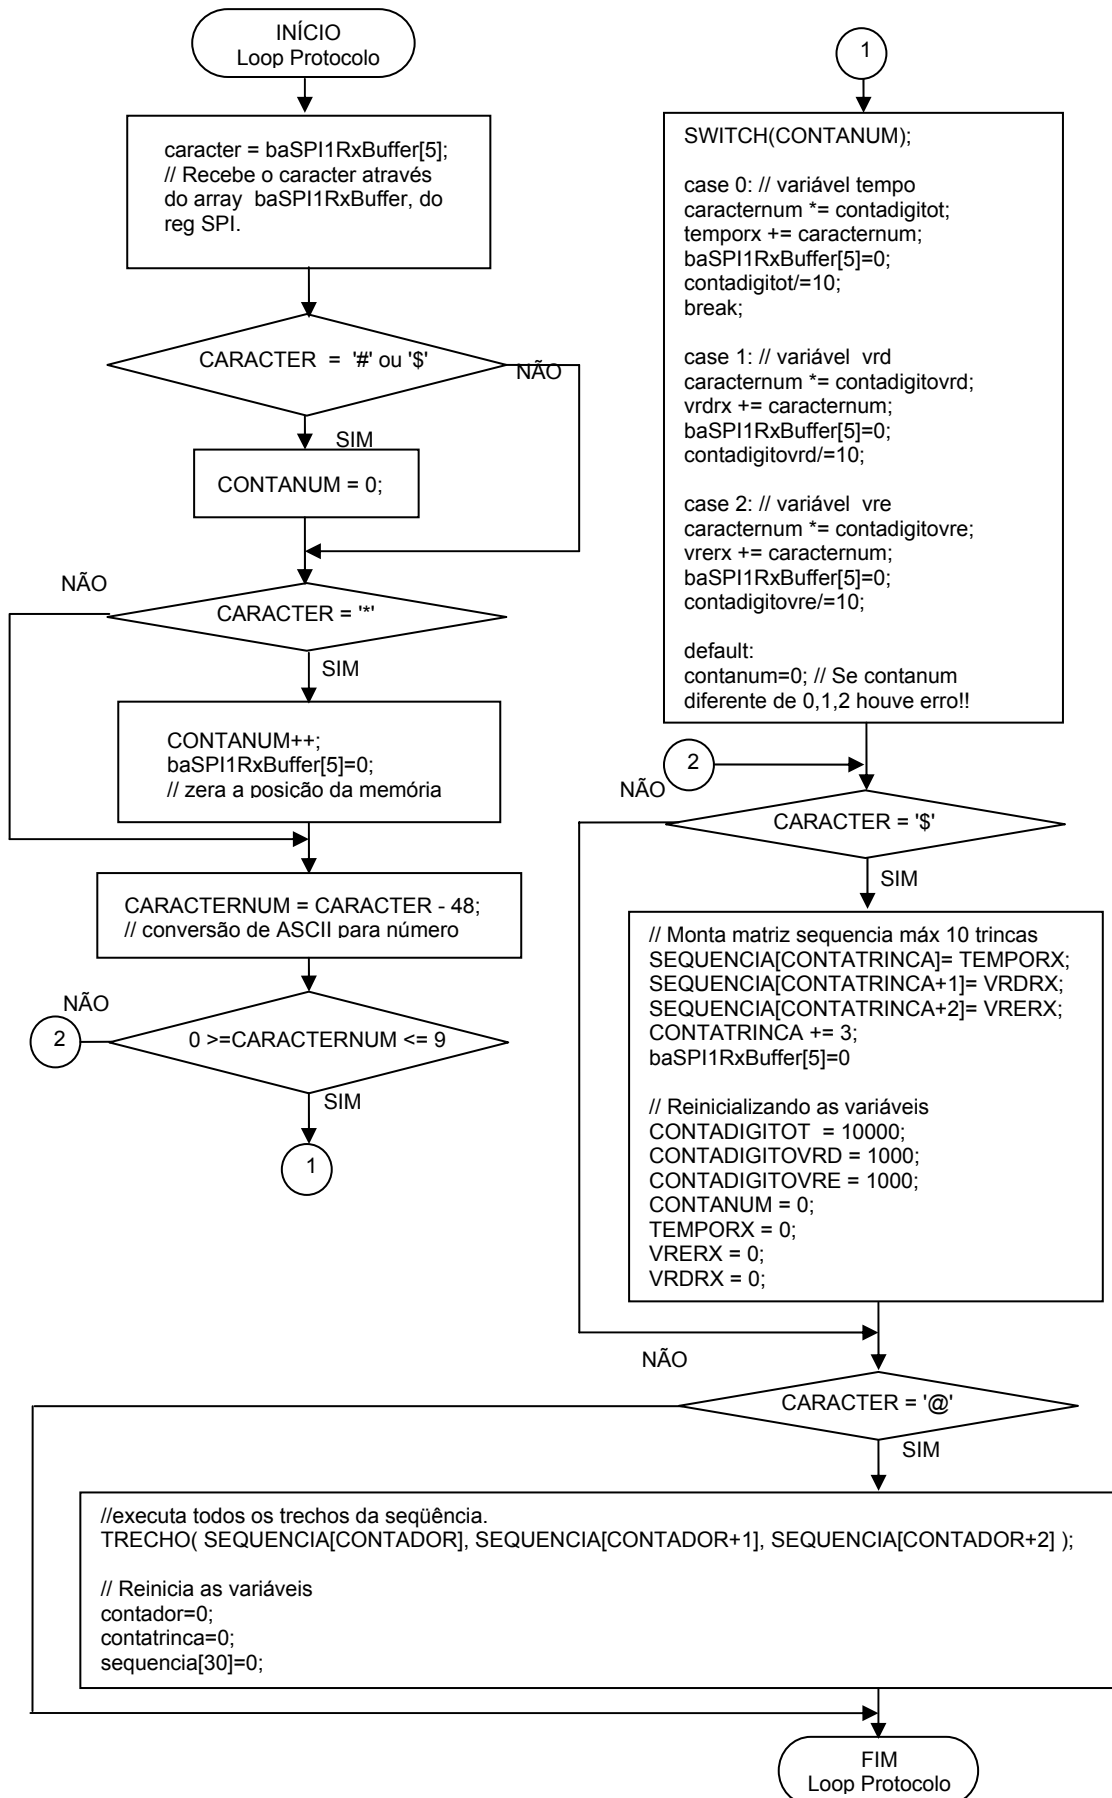 INÍCIO
Loop Protocolo
caracter = baSPI1RxBuffer[5];
// Recebe o caracter através
do array  baSPI1RxBuffer, do
reg SPI.
CARACTER  =  '#' ou '$'
NÃO
SIM
CONTANUM = 0;
NÃO
CARACTER = '*'
SIM
CONTANUM++;
baSPI1RxBuffer[5]=0;
// zera a posição da memória
CARACTERNUM = CARACTER - 48;
// conversão de ASCII para número
NÃO
2
0 >=CARACTERNUM <= 9
SIM
1
1
SWITCH(CONTANUM);
case 0: // variável tempo
caracternum *= contadigitot;
temporx += caracternum;
baSPI1RxBuffer[5]=0;
contadigitot/=10;
break;
case 1: // variável  vrd
caracternum *= contadigitovrd;
vrdrx += caracternum;
baSPI1RxBuffer[5]=0;
contadigitovrd/=10;
case 2: // variável  vre
caracternum *= contadigitovre;
vrerx += caracternum;
baSPI1RxBuffer[5]=0;
contadigitovre/=10;
default:
contanum=0; // Se contanum
diferente de 0,1,2 houve erro!!
2
NÃO
CARACTER = '$'
SIM
// Monta matriz sequencia máx 10 trincas
SEQUENCIA[CONTATRINCA]= TEMPORX;
SEQUENCIA[CONTATRINCA+1]= VRDRX;
SEQUENCIA[CONTATRINCA+2]= VRERX;
CONTATRINCA += 3;
baSPI1RxBuffer[5]=0
// Reinicializando as variáveis
CONTADIGITOT  = 10000;
CONTADIGITOVRD = 1000;
CONTADIGITOVRE = 1000;
CONTANUM = 0;
TEMPORX = 0;
VRERX = 0;
VRDRX = 0;
NÃO
CARACTER = '@'
SIM
//executa todos os trechos da seqüência.
TRECHO( SEQUENCIA[CONTADOR], SEQUENCIA[CONTADOR+1], SEQUENCIA[CONTADOR+2] );
// Reinicia as variáveis
contador=0;
contatrinca=0;
sequencia[30]=0;
FIM
Loop Protocolo